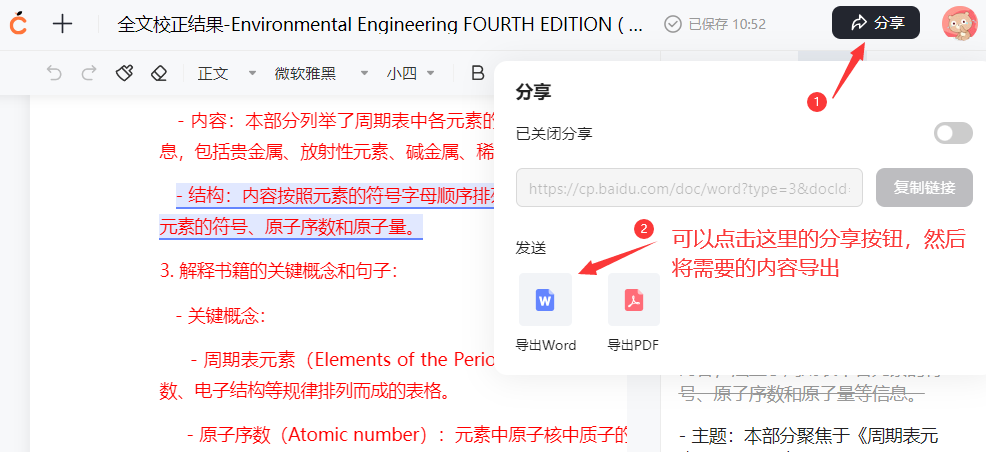 全文校正结果-Environmental Engineering FOURTH EDITION ( ...
已保存 10:52
分享
正文
微软雅黑
小四
B
- 内容：本部分列举了周期表中各元素的
息，包括贵金属、放射性元素、碱金属、稀
- 结构：内容按照元素的符号字母顺序排列
元素的符号、原子序数和原子量。
3. 解释书籍的关键概念和句子：
- 关键概念：
- 周期表元素（Elements of the Perio
数、电子结构等规律排列而成的表格。
- 原子序数（Atomic number）：元素中原子核中质子的
分享
1
已关闭分享
https://cp.baidu.com/doc/word?type=3&docId=
复制链接
2
可以点击这里的分享按钮，然后
将需要的内容导出
发送
导出Word
导出PDF
号、原子序数和原子量等信息。
- 主题：本部分聚焦于《周期表元